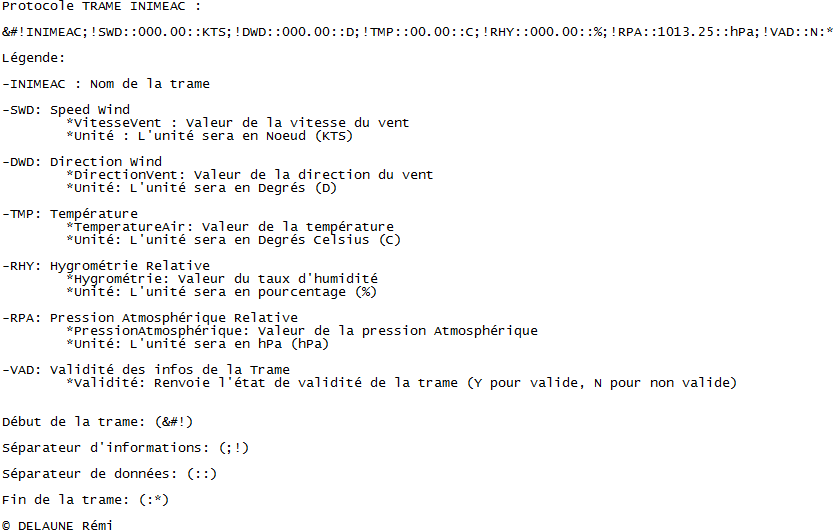 Protocole TRAME INIMEAC :
&#!INIMEAC;!SWD::000.00::KTS;!DWD::000.00::D;!TMP::00.00::C;!RHY::000.00::%;!RPA::1013.25::hPa;!VAD::N:*
Légende:
-INIMEAC : Nom de la trame
-SWD: Speed Wind
*VitesseVent : Valeur de la vitesse du vent
*Unité : L'unité sera en Noeud (KTS)
-DWD: Direction Wind
*DirectionVent: Valeur de la direction du vent
*Unité: L'unité sera en Degrés (D)
-TMP: Température
*TemperatureAir: Valeur de la température
*Unité: L'unité sera en Degrés Celsius (C)
-RHY: Hygrométrie Relative
*Hygrométrie: Valeur du taux d'humidité
*Unité: L'unité sera en pourcentage (%)
-RPA: Pression Atmosphérique Relative
*PressionAtmosphérique: Valeur de la pression Atmosphérique
*Unité: L'unité sera en hPa (hPa)
-VAD: Validité des infos de la Trame
*Validité: Renvoie l'état de validité de la trame (Y pour valide, N pour non valide)
Début de la trame: (&#!)
Séparateur d'informations: (;!)
Séparateur de données: (::)
Fin de la trame: (:*)
© DELAUNE Rémi